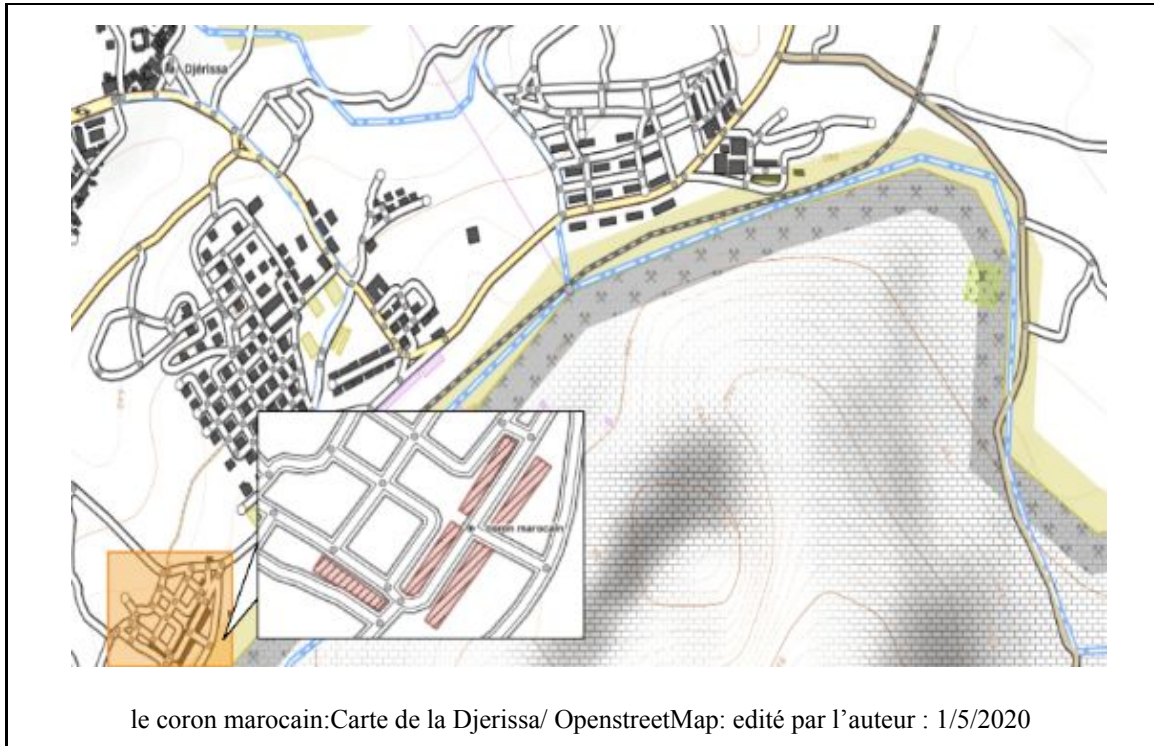 Djérissa
le coron marocain
le coron marocain:Carte de la Djerissa/ OpenstreetMap: edité par l’auteur : 1/5/2020